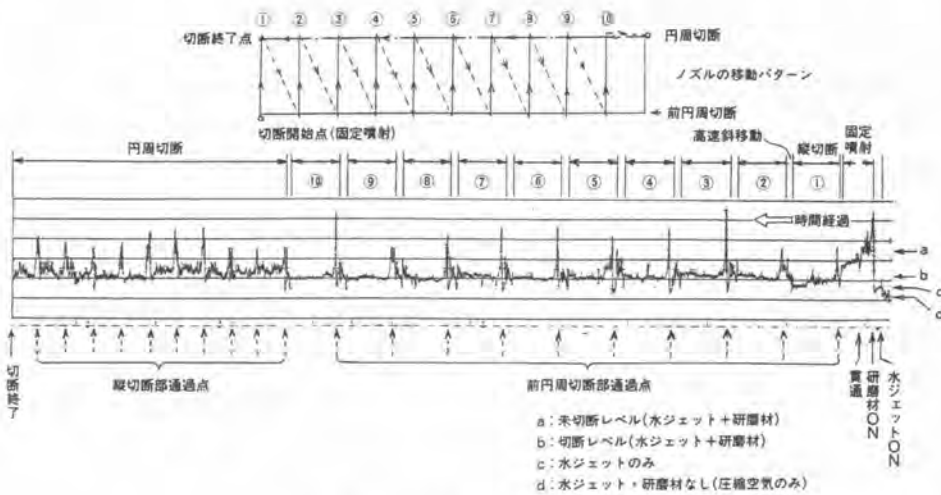 ① ② ③ ④ ⑤ ⑥ ⑦ ⑧ ⑨ ⑩
切断終了点
円周切断
ノズルの移動パターン
前円周切断
切断開始点(固定噴射)
高速斜移動
固定噴射
円周切断
縦切断
⑩ ⑨ ⑧ ⑦ ⑥ ⑤ ④ ③ ② ①
時間経過
a
b
c
d
切断終了
縦切断部通過点
前円周切断部通過点
貫通
研磨材ON
水ジェットON
a:未切断レベル(水ジェット+研磨材)
b:切断レベル(水ジェット+研磨材)
c:水ジェットのみ
d:水ジェット・研磨材なし(圧縮空気のみ)